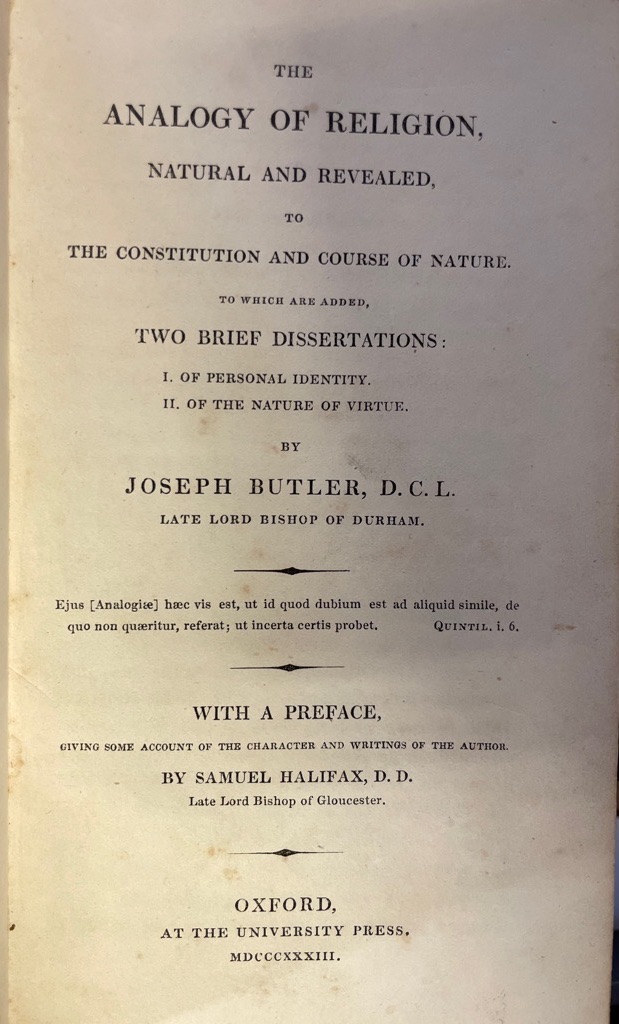 THE
ANALOGY OF RELIGION,
NATURAL AND REVEALED,
TO
THE CONSTITUTION AND COURSE OF NATURE.
TO WHICH ARE ADDED,
TWO BRIEF DISSERTATIONS:
I. OF PERSONAL IDENTITY.
II. OF THE NATURE OF VIRTUE.
BY
JOSEPH BUTLER, D. C. L.
LATE LORD BISHOP OF DURHAM.
Ejus [Analogiæ] hæc vis est, ut id quod dubium est ad aliquid simile, de
quo non quæritur, referat; ut incerta certis probet. QUINTIL. i. 6.
WITH A PREFACE,
GIVING SOME ACCOUNT OF THE CHARACTER AND WRITINGS OF THE AUTHOR.
BY SAMUEL HALIFAX, D. D.
Late Lord Bishop of Gloucester.
OXFORD,
AT THE UNIVERSITY PRESS.
MDCCCXXXIII.